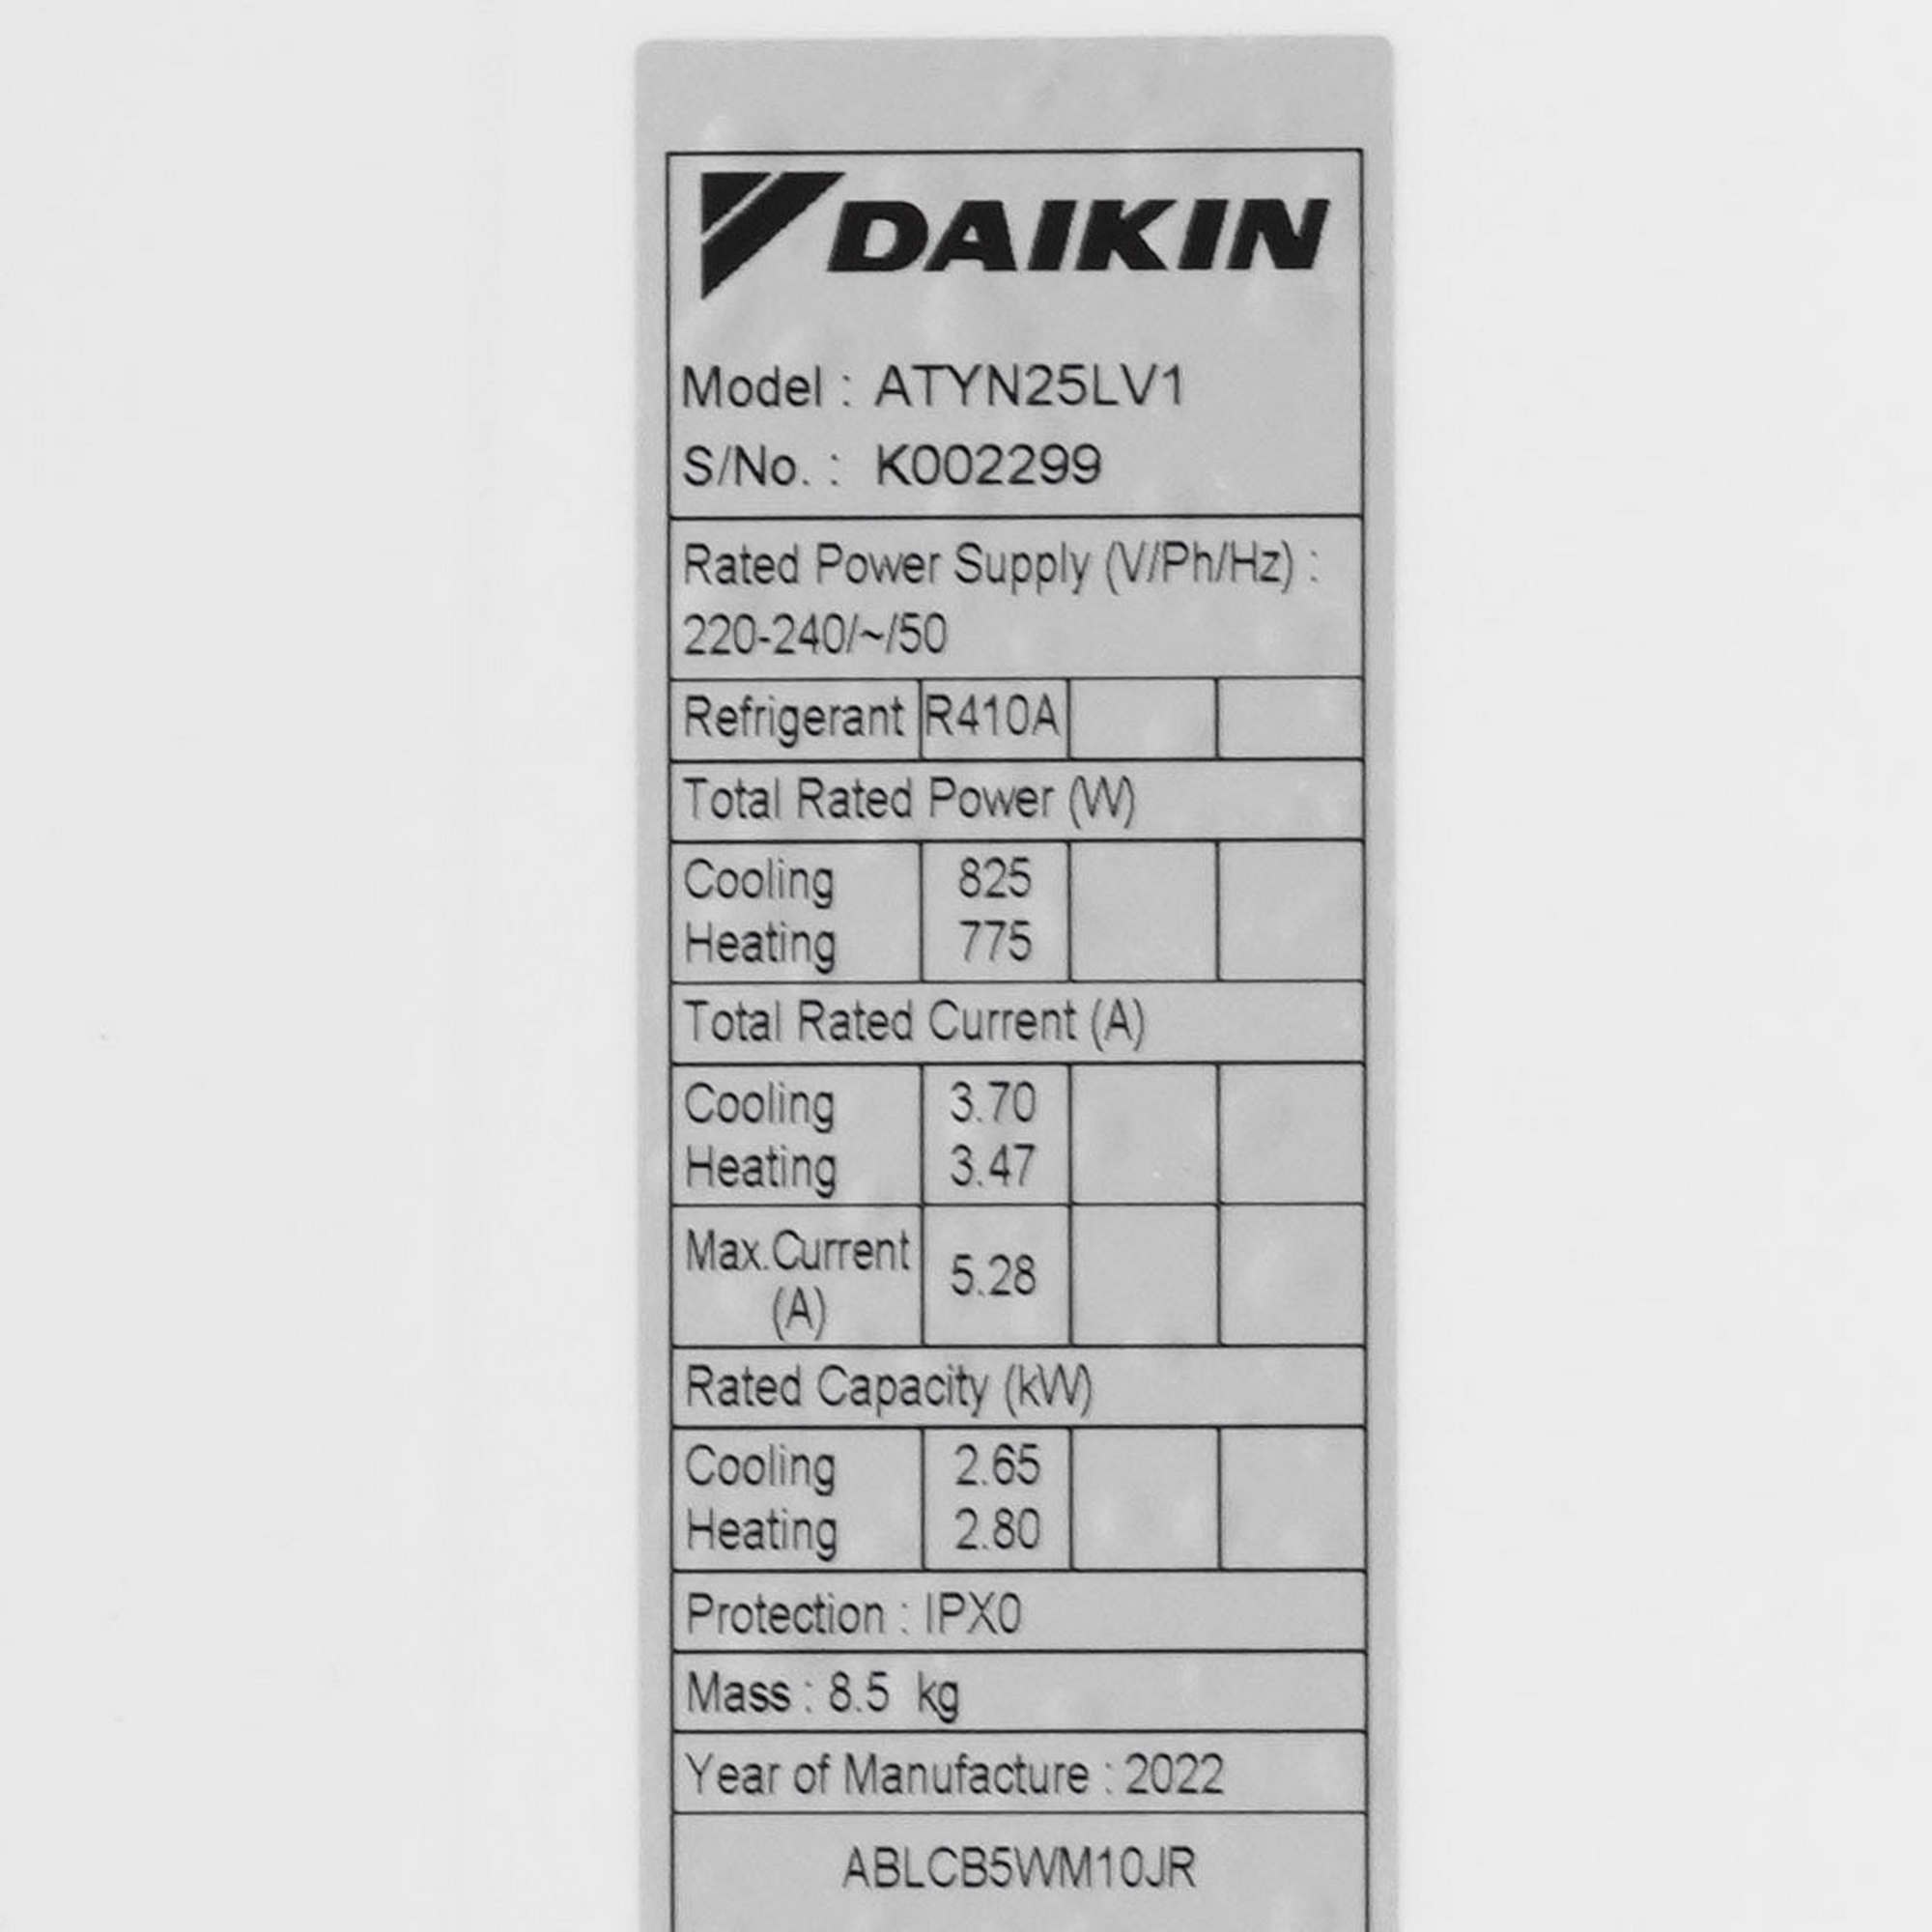 DAIKIN
Model : ATYN25LV1
S/No. : K002299
Rated Power Supply (V/Ph/Hz) :
220-240/~/50
Refrigerant R410A
Total Rated Power (W)
Cooling 825
Heating 775
Total Rated Current (A)
Cooling 3.70
Heating 3.47
Max.Current (A) 5.28
Rated Capacity (kW)
Cooling 2.65
Heating 2.80
Protection : IPX0
Mass : 8.5 kg
Year of Manufacture : 2022
ABLCB5WM10JR